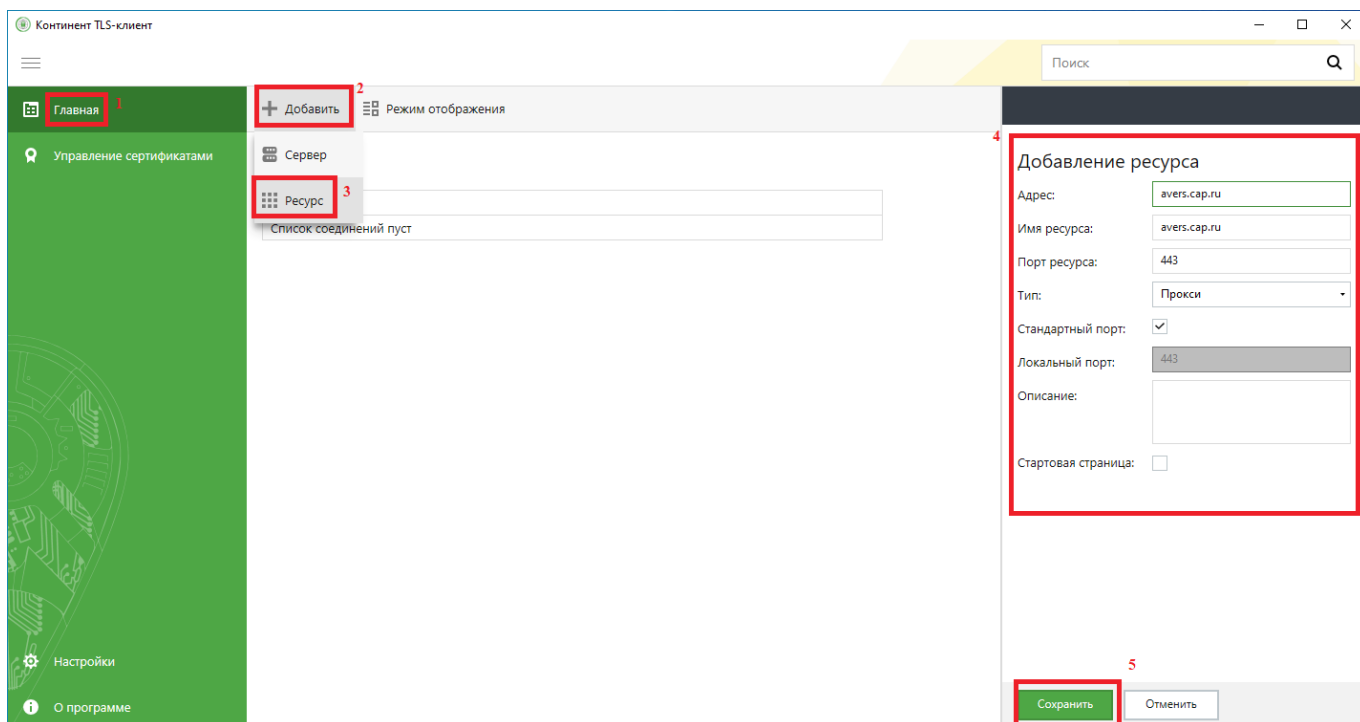 Континент TLS-клиент
Поиск
Главная
1
2
Добавить
Режим отображения
Управление сертификатами
Сервер
Ресурс
3
Список соединений пуст
4
Добавление ресурса
Адрес:
avers.cap.ru
Имя ресурса:
avers.cap.ru
Порт ресурса:
443
Тип:
Прокси
Стандартный порт:
Локальный порт:
443
Описание:
Стартовая страница:
Настройки
О программе
5
Сохранить
Отменить